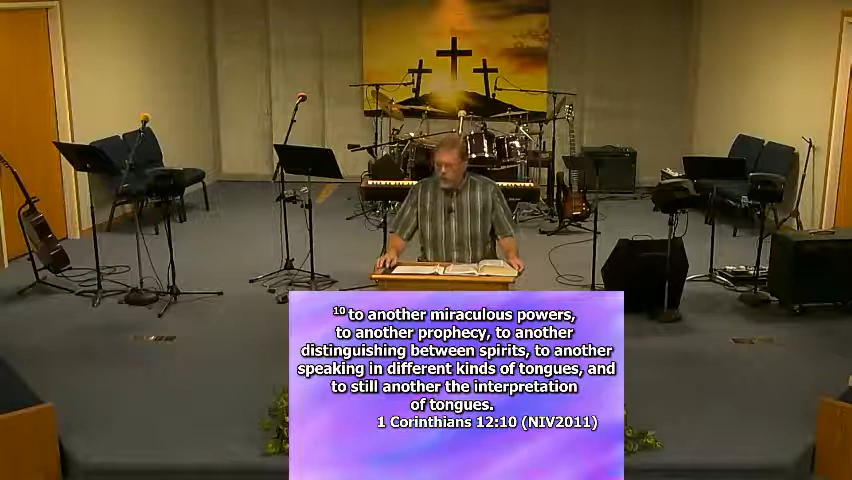 10 to another miraculous powers,
to another prophecy, to another
distinguishing between spirits, to another
speaking in different kinds of tongues, and
to still another the interpretation
of tongues.
1 Corinthians 12:10 (NIV2011)